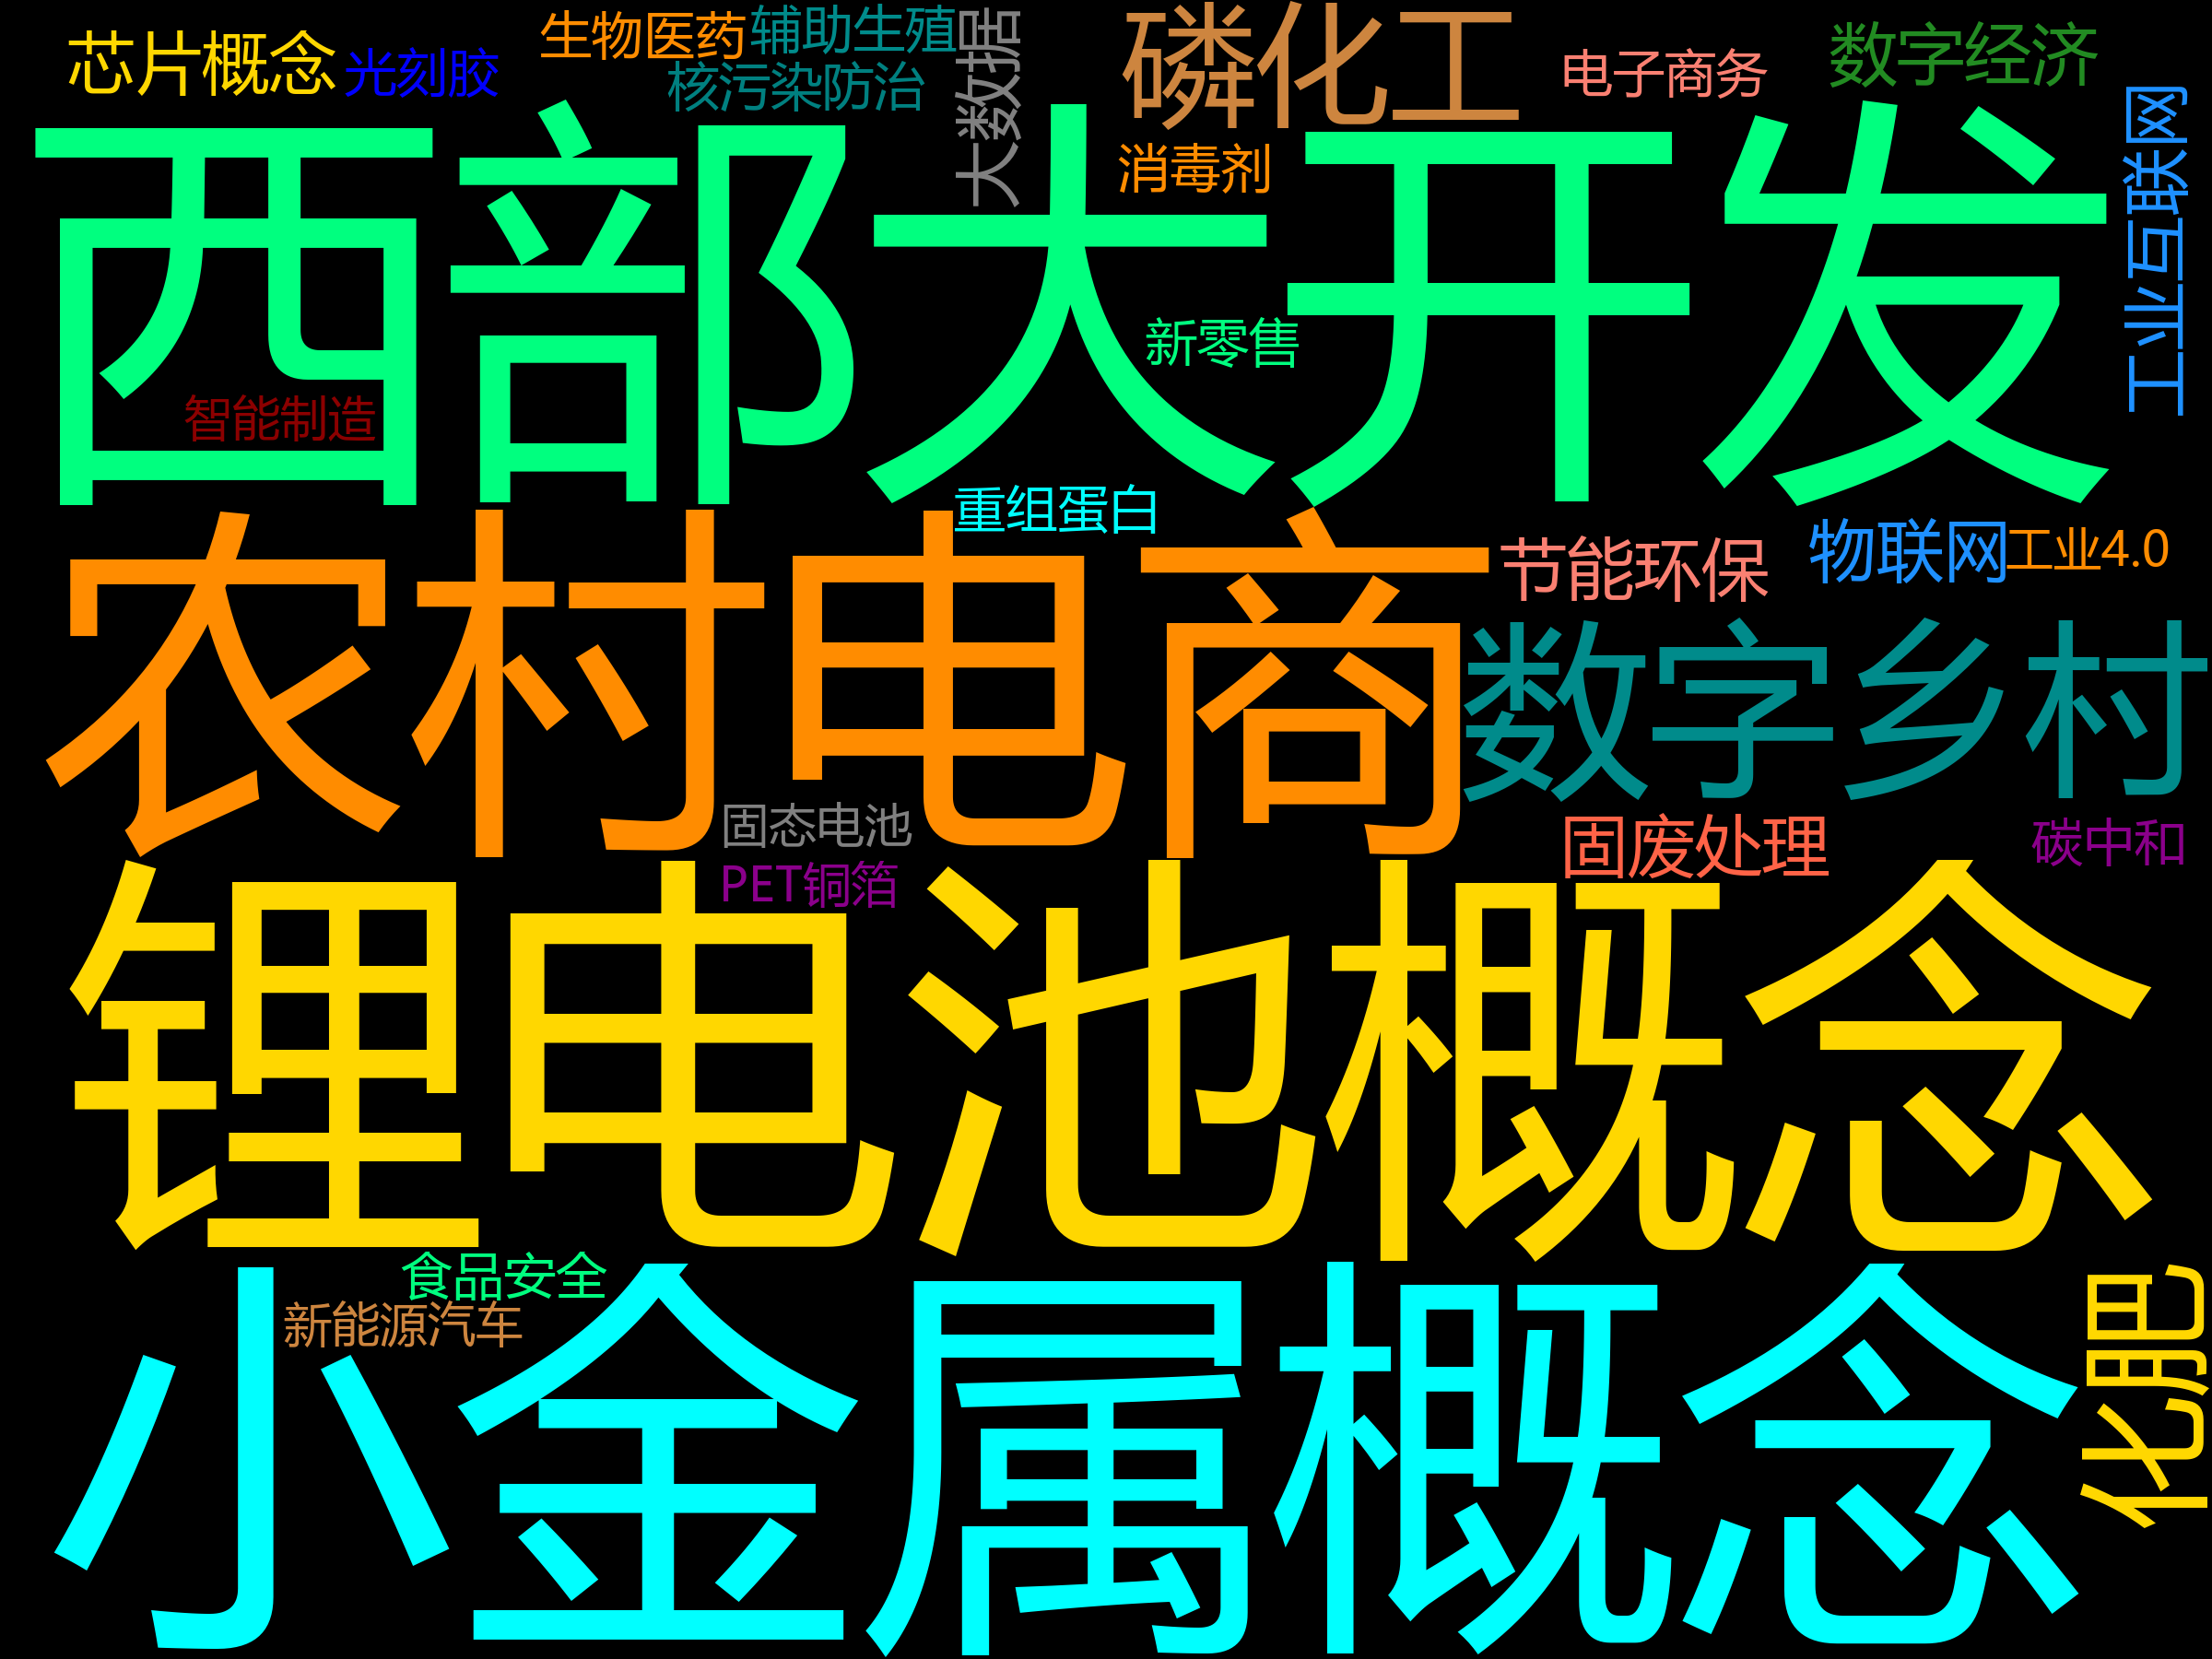 芯片概念
光刻胶
生物医药
辅助生殖
核污染防治
大数据
磷化工
电子商务
数字经济
消毒剂
工业互联网
西部大开发
新零售
智能制造
重组蛋白
农村电商
节能环保
物联网
工业4.0
数字乡村
固态电池
PET铜箔
固废处理
碳中和
锂电池概念
食品安全
新能源汽车
小金属概念
化肥